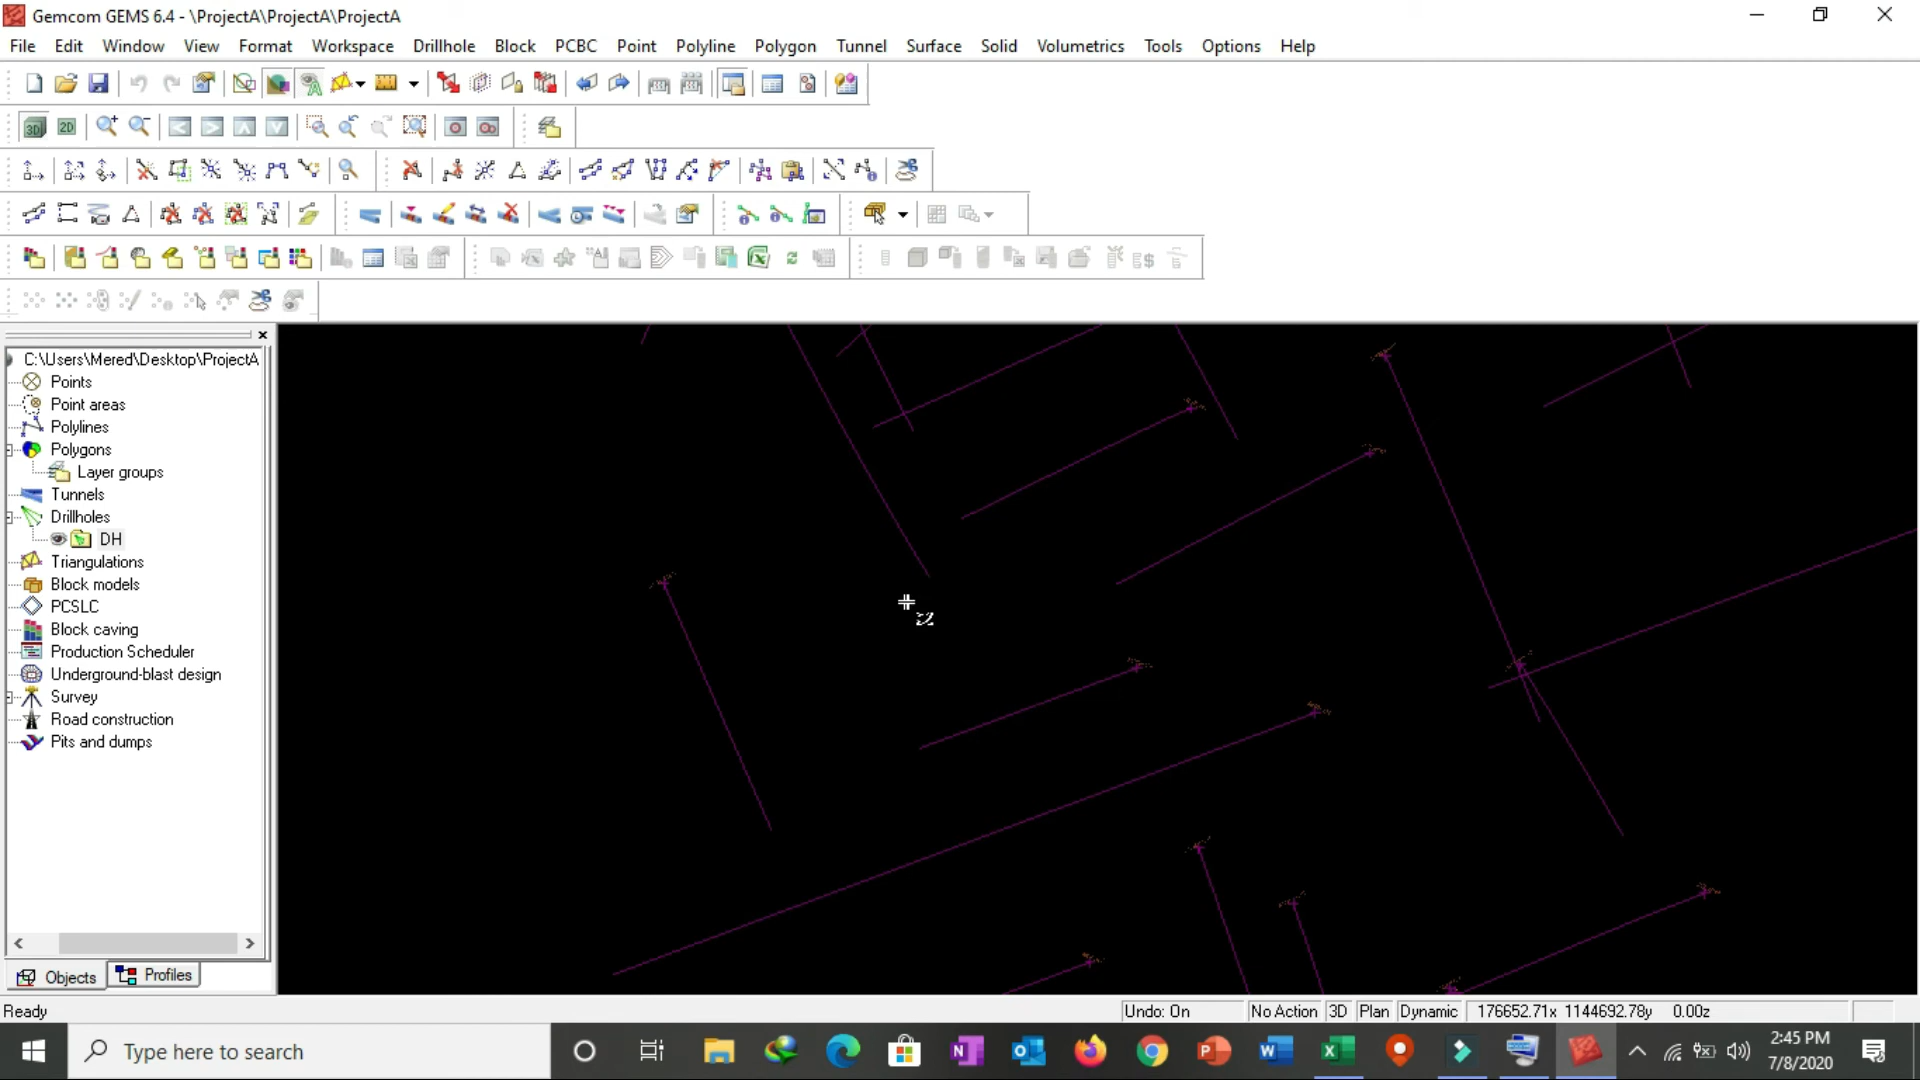 Gemcom GEMS 6.4 - \ProjectA\ProjectA\ProjectA
File Edit Window View Format Workspace Drillhole Block PCBC Point Polyline Polygon Tunnel Surface Solid Volumetrics Tools Options Help
3D 2D
C:\Users\Mered\Desktop\ProjectA
Points
Point areas
Polylines
Polygons
Layer groups
Tunnels
Drillholes
DH
Triangulations
Block models
PCSLC
Block caving
Production Scheduler
Underground-blast design
Survey
Road construction
Pits and dumps
Objects Profiles
Ready Undo: On No Action 3D Plan Dynamic 176652.71x 1144692.78y 0.00z
Type here to search
2:45 PM
7/8/2020